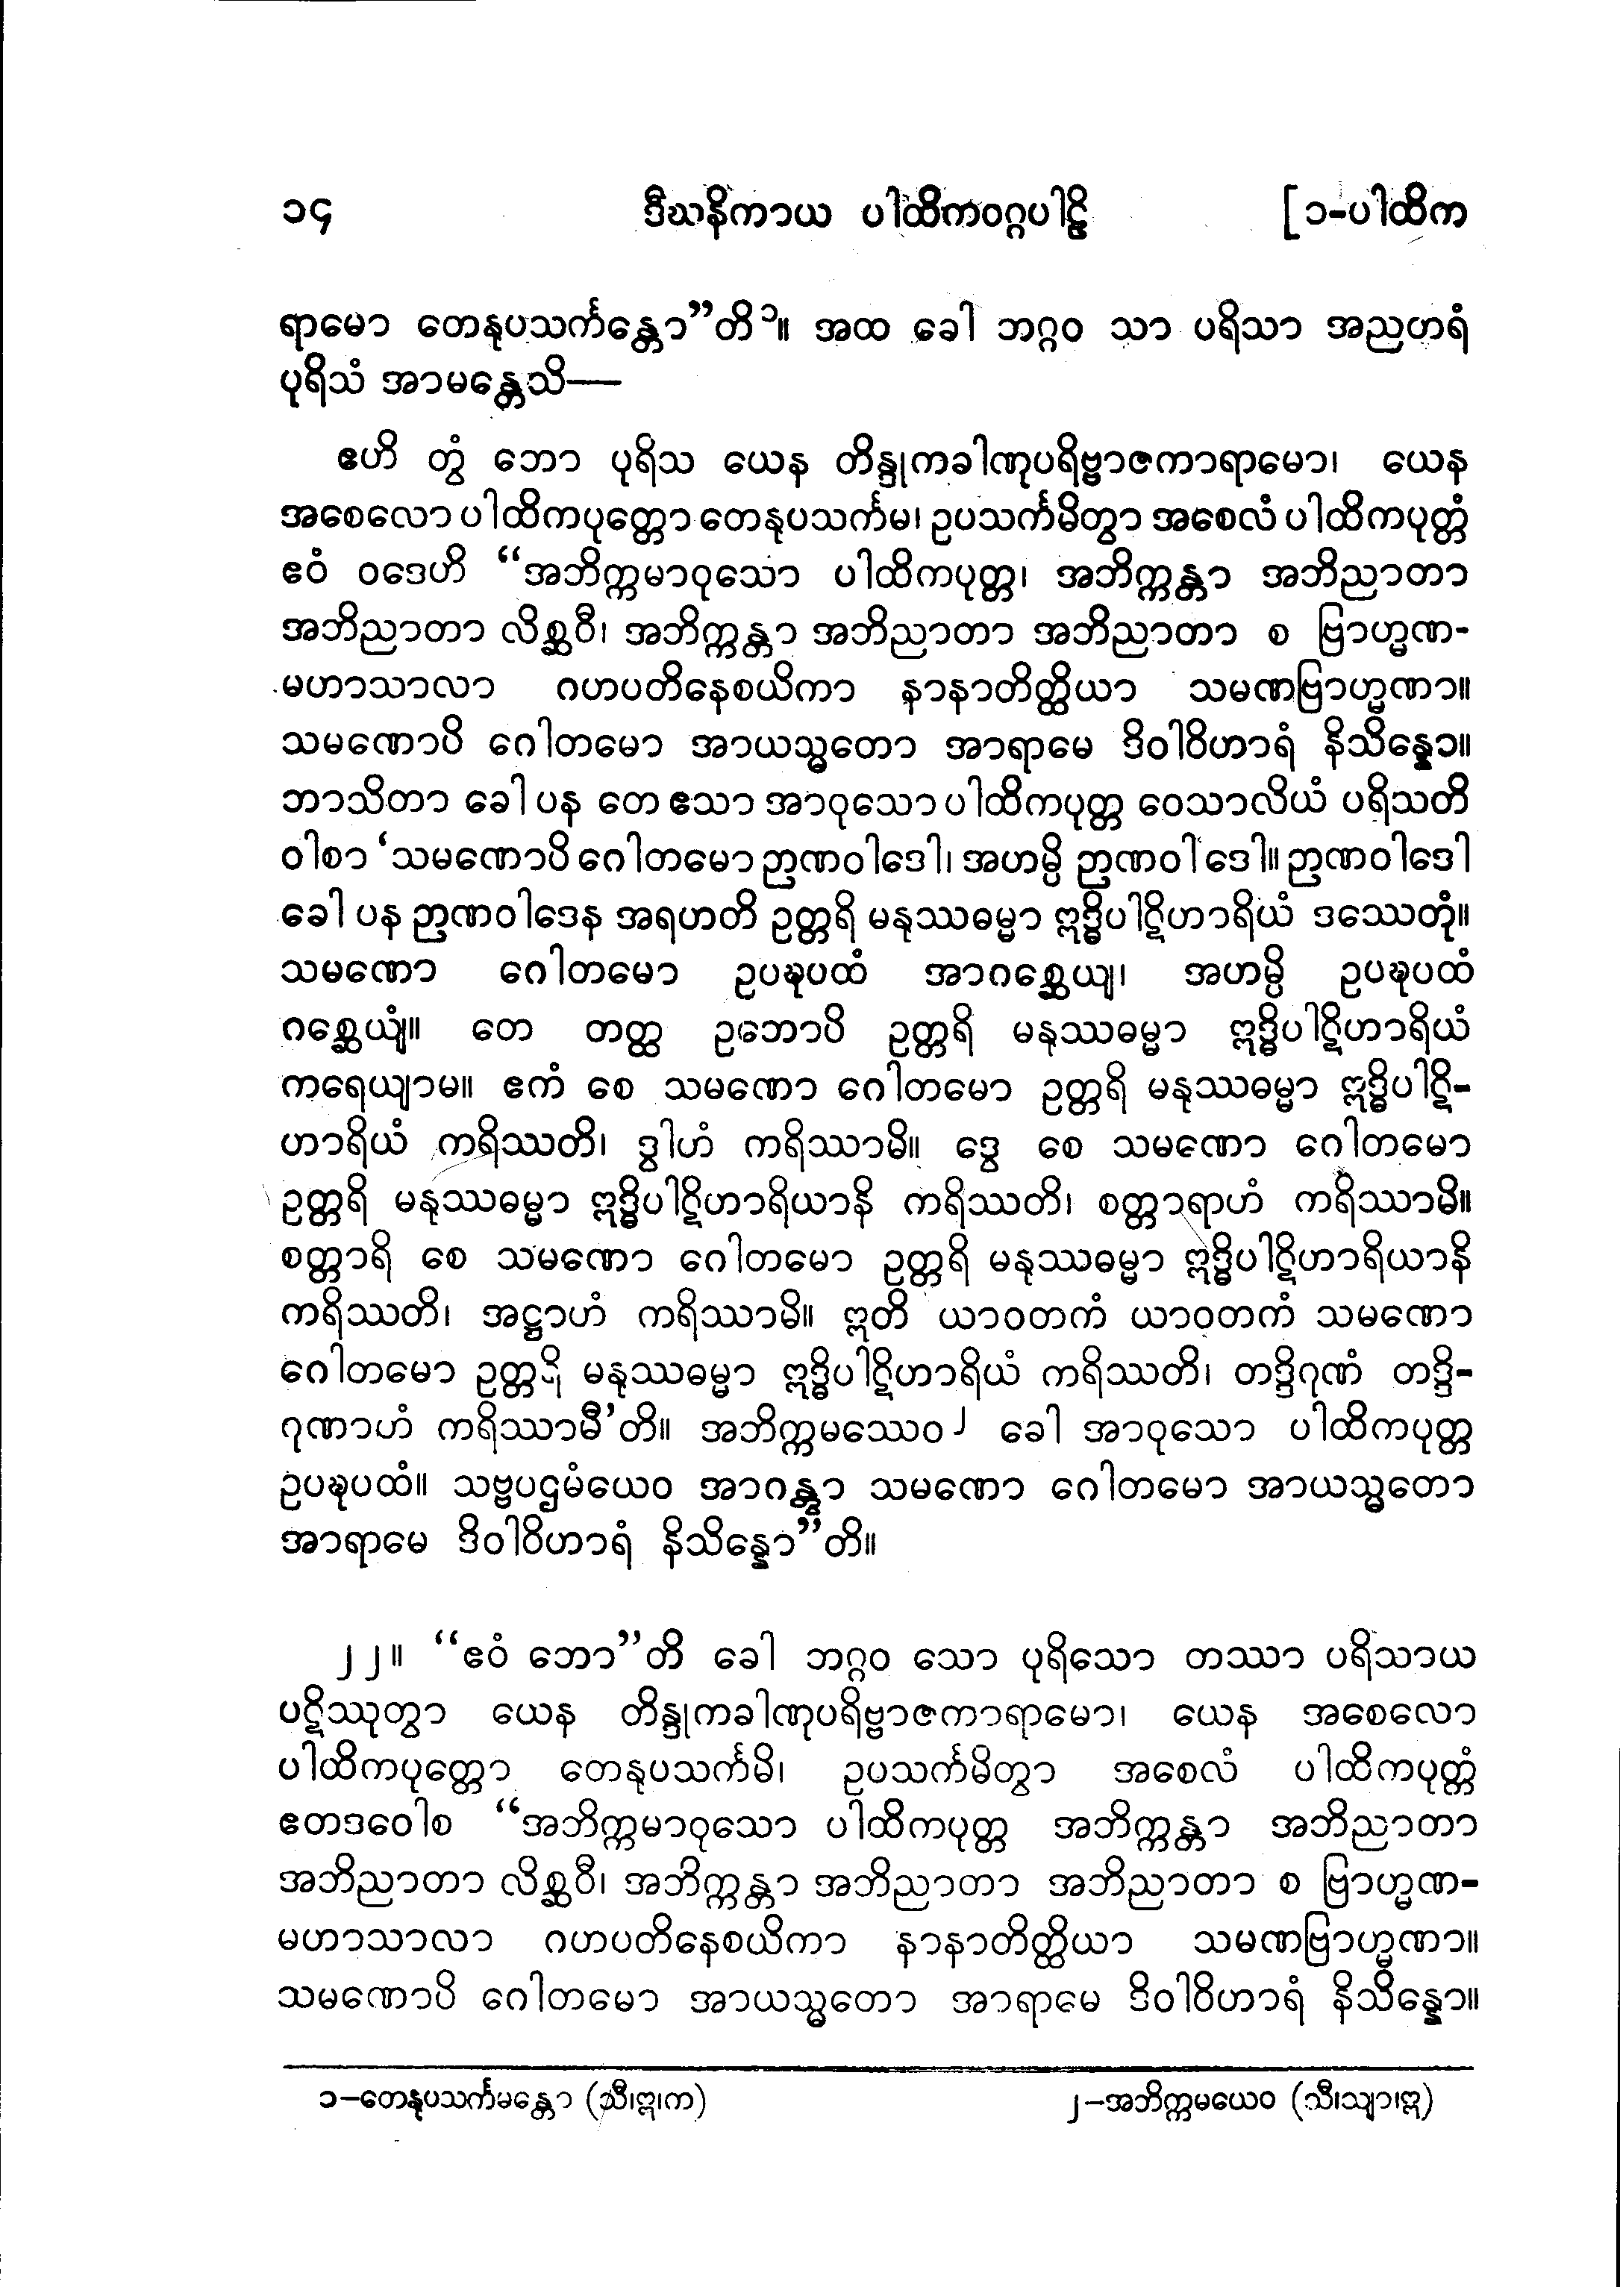 ၁၄ ဒီဃနိကာယ ပါထိကဝဂ္ဂပါဠိ [၁-ပါထိက
ရာမော တေနုပသင်္ကန္တော”တိ၁။ အထ ခေါ ဘဂ္ဂဝ သာ ပရိသာ အညတရံ
ပုရိသံ အာမန္တေသိ—
ဧဟိ တွံ ဘော ပုရိသ ယေန တိန္ဒုကခါဏုပရိဗ္ဗာဇကာရာမော၊ ယေန
အစေလော ပါထိကပုတ္တော တေနုပသင်္ကမ၊ ဥပသင်္ကမိတွာ အစေလံ ပါထိကပုတ္တံ
ဧဝံ ဝဒေဟိ “အဘိက္ကမာဝုသော ပါထိကပုတ္တ၊ အဘိက္ကန္တာ အဘိညာတာ
အဘိညာတာ လိစ္ဆဝီ၊ အဘိက္ကန္တာ အဘိညာတာ အဘိညာတာ စ ဗြာဟ္မဏ-
မဟာသာလာ ဂဟပတိနေစယိကာ နာနာတိတ္ထိယာ သမဏဗြာဟ္မဏာ။
သမဏောပိ ဂေါတမော အာယသ္မတော အာရာမေ ဒိဝါဝိဟာရံ နိသိန္နော။
ဘာသိတာ ခေါ ပန တေ ဧသာ အာဝုသော ပါထိကပုတ္တ ဝေသာလိယံ ပရိသတိ
ဝါစာ ‘သမဏောပိ ဂေါတမော ဉာဏဝါဒေါ၊ အဟမ္ပိ ဉာဏဝါဒေါ။ ဉာဏဝါဒေါ
ခေါ ပန ဉာဏဝါဒေန အရဟတိ ဥတ္တရိ မနုဿဓမ္မာ ဣဒ္ဓိပါဋိဟာရိယံ ဒဿေတုံ။
သမဏော ဂေါတမော ဥပဍ္ဎပထံ အာဂစ္ဆေယျ၊ အဟမ္ပိ ဥပဍ္ဎပထံ
ဂစ္ဆေယျံ။ တေ တတ္ထ ဥဘောပိ ဥတ္တရိ မနုဿဓမ္မာ ဣဒ္ဓိပါဋိဟာရိယံ
ကရေယျာမ။ ဧကံ စေ သမဏော ဂေါတမော ဥတ္တရိ မနုဿဓမ္မာ ဣဒ္ဓိပါဋိ-
ဟာရိယံ ကရိဿတိ၊ ဒွါဟံ ကရိဿာမိ။ ဒွေ စေ သမဏော ဂေါတမော
ဥတ္တရိ မနုဿဓမ္မာ ဣဒ္ဓိပါဋိဟာရိယာနိ ကရိဿတိ၊ စတ္တာရာဟံ ကရိဿာမိ။
စတ္တာရိ စေ သမဏော ဂေါတမော ဥတ္တရိ မနုဿဓမ္မာ ဣဒ္ဓိပါဋိဟာရိယာနိ
ကရိဿတိ၊ အဋ္ဌာဟံ ကရိဿာမိ။ ဣတိ ယာဝတကံ ယာဝတကံ သမဏော
ဂေါတမော ဥတ္တရိ မနုဿဓမ္မာ ဣဒ္ဓိပါဋိဟာရိယံ ကရိဿတိ၊ တဒ္ဒိဂုဏံ တဒ္ဒိ-
ဂုဏာဟံ ကရိဿာမီ’တိ။ အဘိက္ကမဿေဝ၂ ခေါ အာဝုသော ပါထိကပုတ္တ
ဥပဍ္ဎပထံ။ သဗ္ဗပဌမံယေဝ အာဂန္တွာ သမဏော ဂေါတမော အာယသ္မတော
အာရာမေ ဒိဝါဝိဟာရံ နိသိန္နော”တိ။
၂၂။ “ဧဝံ ဘော”တိ ခေါ ဘဂ္ဂဝ သော ပုရိသော တဿာ ပရိသာယ
ပဋိဿုတွာ ယေန တိန္ဒုကခါဏုပရိဗ္ဗာဇကာရာမော၊ ယေန အစေလော
ပါထိကပုတ္တော တေနုပသင်္ကမိ၊ ဥပသင်္ကမိတွာ အစေလံ ပါထိကပုတ္တံ
ဧတဒဝေါစ “အဘိက္ကမာဝုသော ပါထိကပုတ္တ အဘိက္ကန္တာ အဘိညာတာ
အဘိညာတာ လိစ္ဆဝီ၊ အဘိက္ကန္တာ အဘိညာတာ အဘိညာတာ စ ဗြာဟ္မဏ-
မဟာသာလာ ဂဟပတိနေစယိကာ နာနာတိတ္ထိယာ သမဏဗြာဟ္မဏာ။
သမဏောပိ ဂေါတမော အာယသ္မတော အာရာမေ ဒိဝါဝိဟာရံ နိသိန္နော။
၁-တေနုပသင်္ကမန္တော (သီ၊ဣ၊က) ၂-အဘိက္ကမယေဝ (သီ၊သျာ၊ဣ)